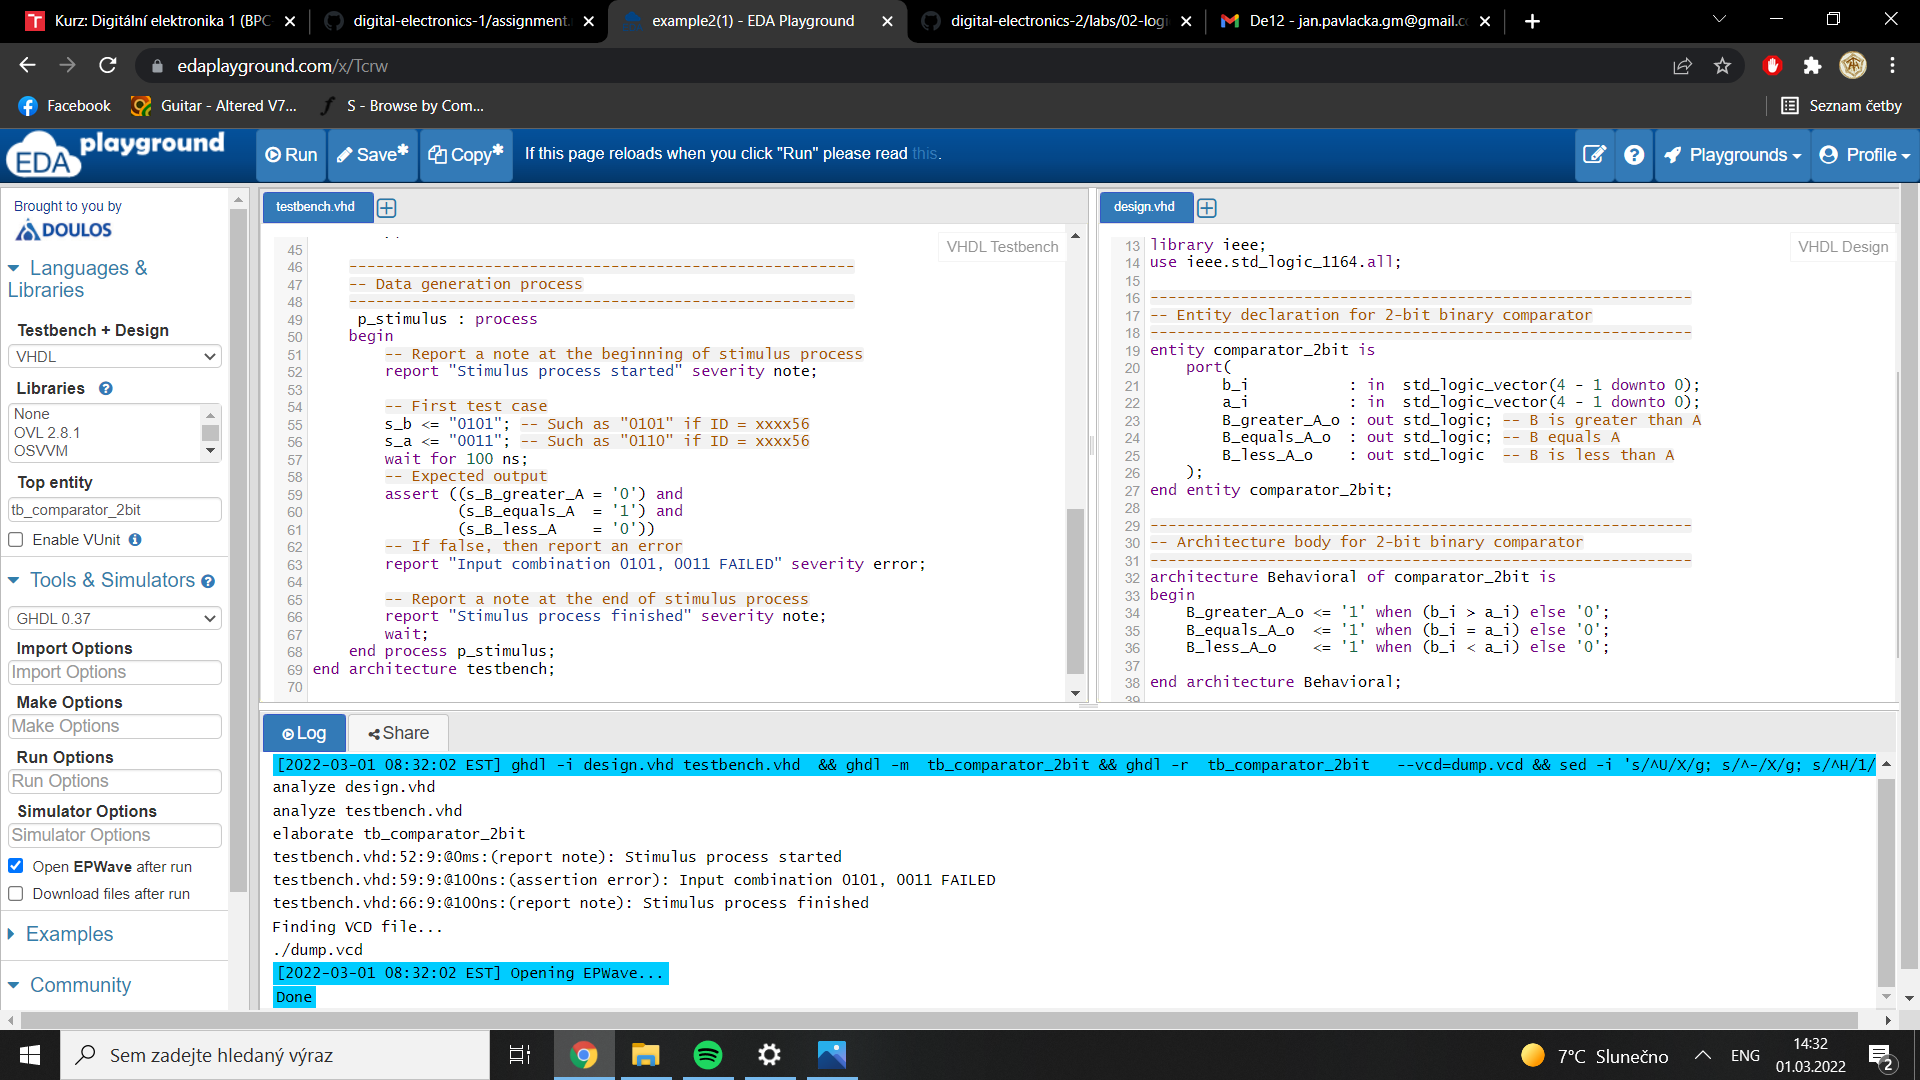 Kurz: Digitální elektronika 1 (BPC-
digital-electronics-1/assignment.
example2(1) - EDA Playground
digital-electronics-2/labs/02-logi
De12 - jan.pavlacka.gm@gmail.c
edaplayground.com/x/Tcrw
Facebook
Guitar - Altered V7...
S - Browse by Com...
Seznam četby
EDA playground
Run
Save*
Copy*
If this page reloads when you click "Run" please read this.
Playgrounds
Profile
Brought to you by
DOULOS
Languages &
Libraries
Testbench + Design
VHDL
Libraries
None
OVL 2.8.1
OSVVM
Top entity
tb_comparator_2bit
Enable VUnit
Tools & Simulators
GHDL 0.37
Import Options
Import Options
Make Options
Make Options
Run Options
Run Options
Simulator Options
Simulator Options
Open EPWave after run
Download files after run
Examples
Community
testbench.vhd
VHDL Testbench
45
46 --------------------------------------------------------
47 -- Data generation process
48 --------------------------------------------------------
49 p_stimulus : process
50 begin
51 -- Report a note at the beginning of stimulus process
52 report "Stimulus process started" severity note;
53
54 -- First test case
55 s_b <= "0101"; -- Such as "0101" if ID = xxxx56
56 s_a <= "0011"; -- Such as "0110" if ID = xxxx56
57 wait for 100 ns;
58 -- Expected output
59 assert ((s_B_greater_A = '0') and
60 (s_B_equals_A = '1') and
61 (s_B_less_A = '0'))
62 -- If false, then report an error
63 report "Input combination 0101, 0011 FAILED" severity error;
64
65 -- Report a note at the end of stimulus process
66 report "Stimulus process finished" severity note;
67 wait;
68 end process p_stimulus;
69 end architecture testbench;
70
design.vhd
VHDL Design
13 library ieee;
14 use ieee.std_logic_1164.all;
15
16 ------------------------------------------------------------
17 -- Entity declaration for 2-bit binary comparator
18 ------------------------------------------------------------
19 entity comparator_2bit is
20 port(
21 b_i : in std_logic_vector(4 - 1 downto 0);
22 a_i : in std_logic_vector(4 - 1 downto 0);
23 B_greater_A_o : out std_logic; -- B is greater than A
24 B_equals_A_o : out std_logic; -- B equals A
25 B_less_A_o : out std_logic -- B is less than A
26 );
27 end entity comparator_2bit;
28
29 ------------------------------------------------------------
30 -- Architecture body for 2-bit binary comparator
31 ------------------------------------------------------------
32 architecture Behavioral of comparator_2bit is
33 begin
34 B_greater_A_o <= '1' when (b_i > a_i) else '0';
35 B_equals_A_o <= '1' when (b_i = a_i) else '0';
36 B_less_A_o <= '1' when (b_i < a_i) else '0';
37
38 end architecture Behavioral;
39
Log
Share
[2022-03-01 08:32:02 EST] ghdl -i design.vhd testbench.vhd && ghdl -m tb_comparator_2bit && ghdl -r tb_comparator_2bit --vcd=dump.vcd && sed -i 's/^U/X/g; s/^-/X/g; s/^H/1/
analyze design.vhd
analyze testbench.vhd
elaborate tb_comparator_2bit
testbench.vhd:52:9:@0ms:(report note): Stimulus process started
testbench.vhd:59:9:@100ns:(assertion error): Input combination 0101, 0011 FAILED
testbench.vhd:66:9:@100ns:(report note): Stimulus process finished
Finding VCD file...
./dump.vcd
[2022-03-01 08:32:02 EST] Opening EPWave...
Done
Sem zadejte hledaný výraz
7°C Slunečno
ENG
14:32
01.03.2022
2